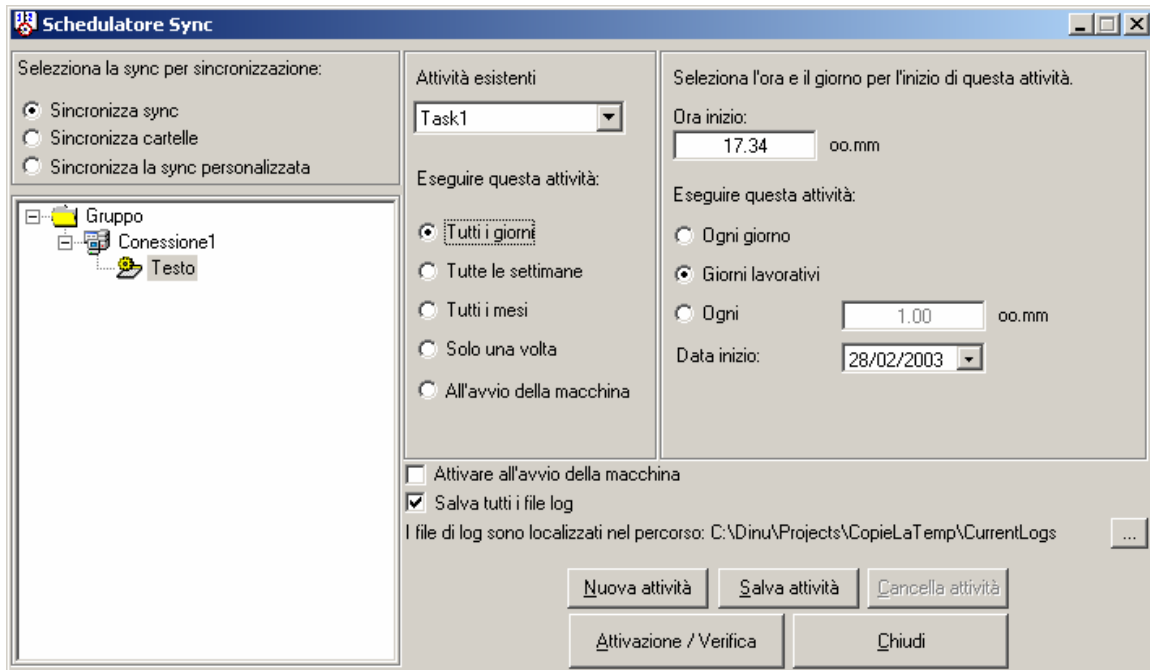 Schedulatore Sync
Selezziona la sync per sincronizzazione:
Sincronizza sync
Sincronizza cartelle
Sincronizza la sync personalizzata
Gruppo
Conessione1
Testo
Attività esistenti
Task1
Eseguire questa attività:
Tutti i giorni
Tutte le settimane
Tutti i mesi
Solo una volta
All'avvio della macchina
Seleziona l'ora e il giorno per l'inizio di questa attività.
Ora inizio:
17.34 oo.mm
Eseguire questa attività:
Ogni giorno
Giorni lavorativi
Ogni 1.00 oo.mm
Data inizio: 28/02/2003
Attivare all'avvio della macchina
Salva tutti i file log
I file di log sono localizzati nel percorso: C:\Dinu\Projects\CopieLaTemp\CurrentLogs ...
Nuova attività Salva attività Cancella attività
Attivazione / Verifica Chiudi